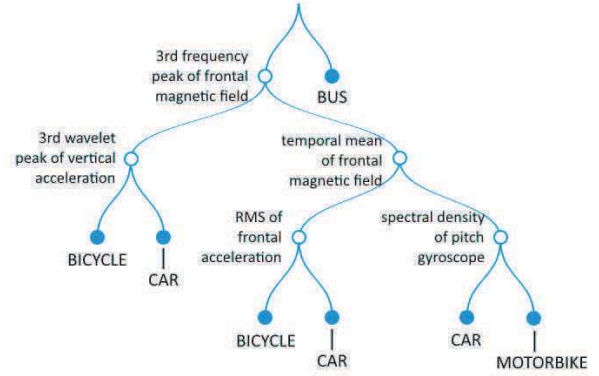 3rd frequency
peak of frontal
magnetic field
BUS
3rd wavelet
peak of vertical
acceleration
temporal mean
of frontal
magnetic field
BICYCLE
CAR
RMS of
frontal
acceleration
spectral density
of pitch
gyroscope
BICYCLE
CAR
CAR
MOTORBIKE